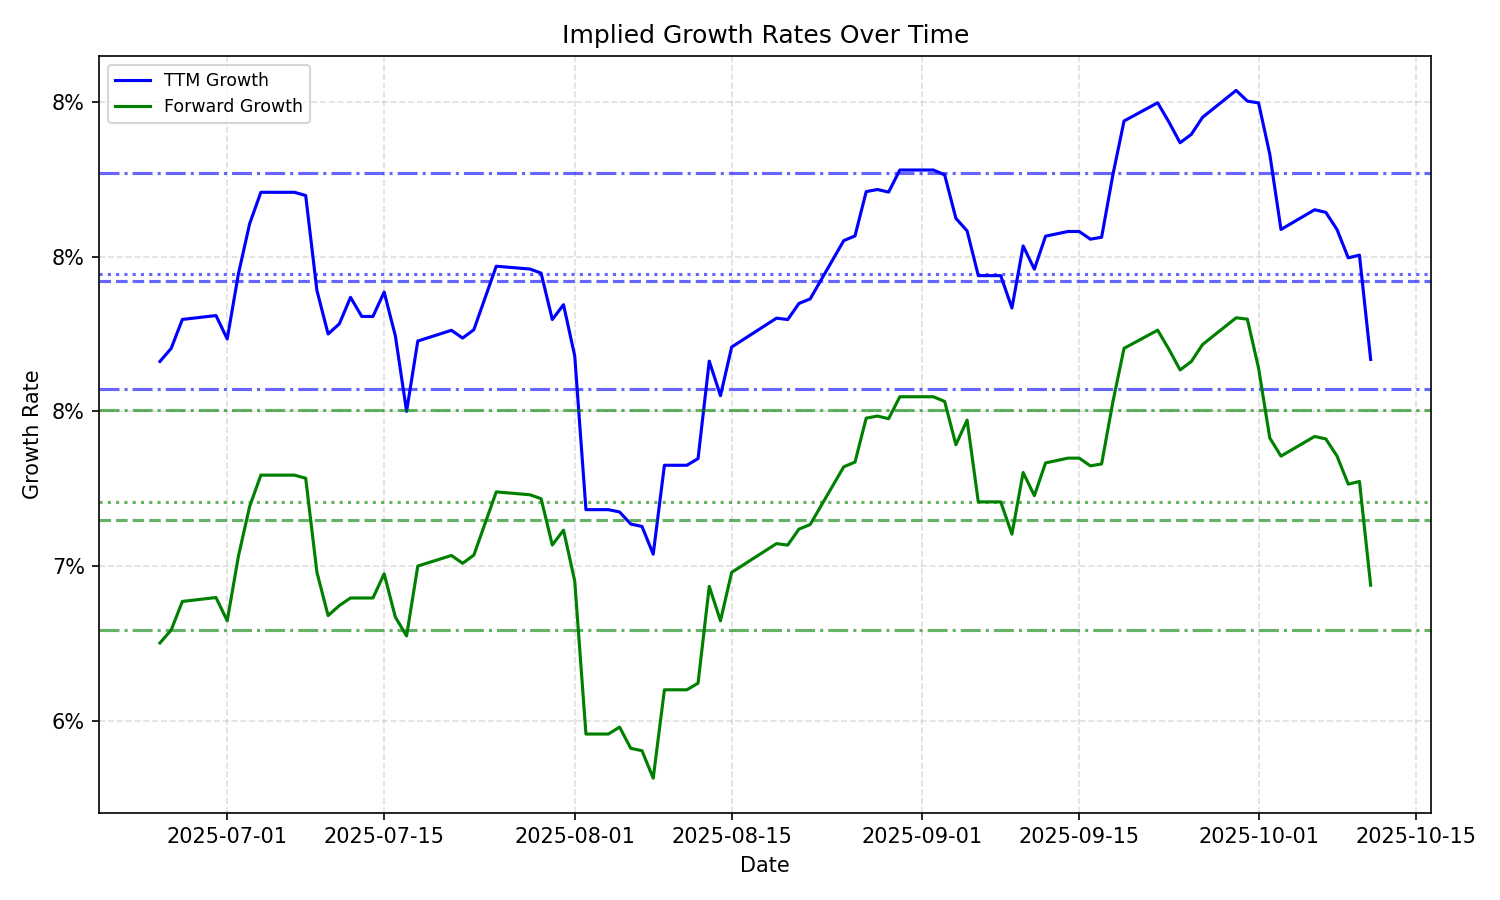 Implied Growth Rates Over Time
TTM Growth
Forward Growth
8%
8%
8%
7%
6%
Growth Rate
2025-07-01
2025-07-15
2025-08-01
2025-08-15
2025-09-01
2025-09-15
2025-10-01
2025-10-15
Date